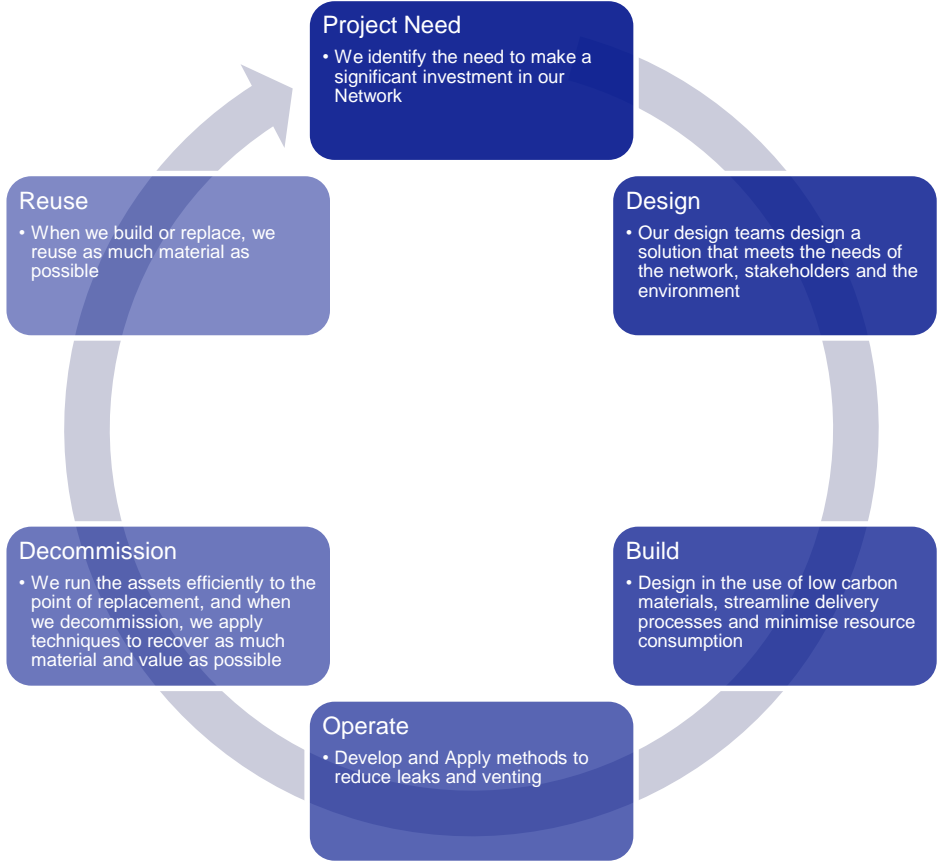 Project Need
• We identify the need to make a
significant investment in our
Network
Design
• Our design teams design a
solution that meets the needs of
the network, stakeholders and the
environment
Build
• Design in the use of low carbon
materials, streamline delivery
processes and minimise resource
consumption
Operate
• Develop and Apply methods to
reduce leaks and venting
Decommission
• We run the assets efficiently to the
point of replacement, and when
we decommission, we apply
techniques to recover as much
material and value as possible
Reuse
• When we build or replace, we
reuse as much material as
possible